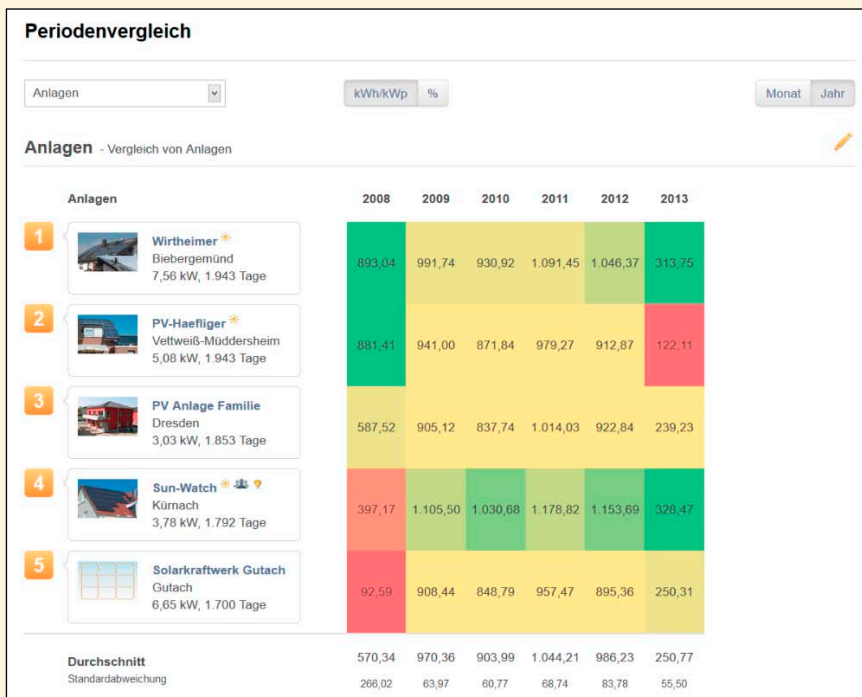 Periodenvergleich
Anlagen kWh/kWp % Monat Jahr
Anlagen - Vergleich von Anlagen
Anlagen 2008 2009 2010 2011 2012 2013
1 Wirtheimer
Biebergemünd 893,04 991,74 930,92 1.091,45 1.046,37 313,75
7,56 kW, 1.943 Tage
2 PV-Haefliger
Vettweiß-Müddersheim 881,41 941,00 871,84 979,27 912,87 122,11
5,08 kW, 1.943 Tage
3 PV Anlage Familie
Dresden 587,52 905,12 837,74 1.014,03 922,84 239,23
3,03 kW, 1.853 Tage
4 Sun-Watch
Kürnach 397,17 1.105,50 1.030,68 1.178,82 1.153,69 328,47
3,78 kW, 1.792 Tage
5 Solarkraftwerk Gutach
Gutach 92,59 908,44 848,79 957,47 895,36 250,31
6,65 kW, 1.700 Tage
Durchschnitt 570,34 970,36 903,99 1.044,21 986,23 250,77
Standardabweichung 266,02 63,97 60,77 68,74 83,78 55,50